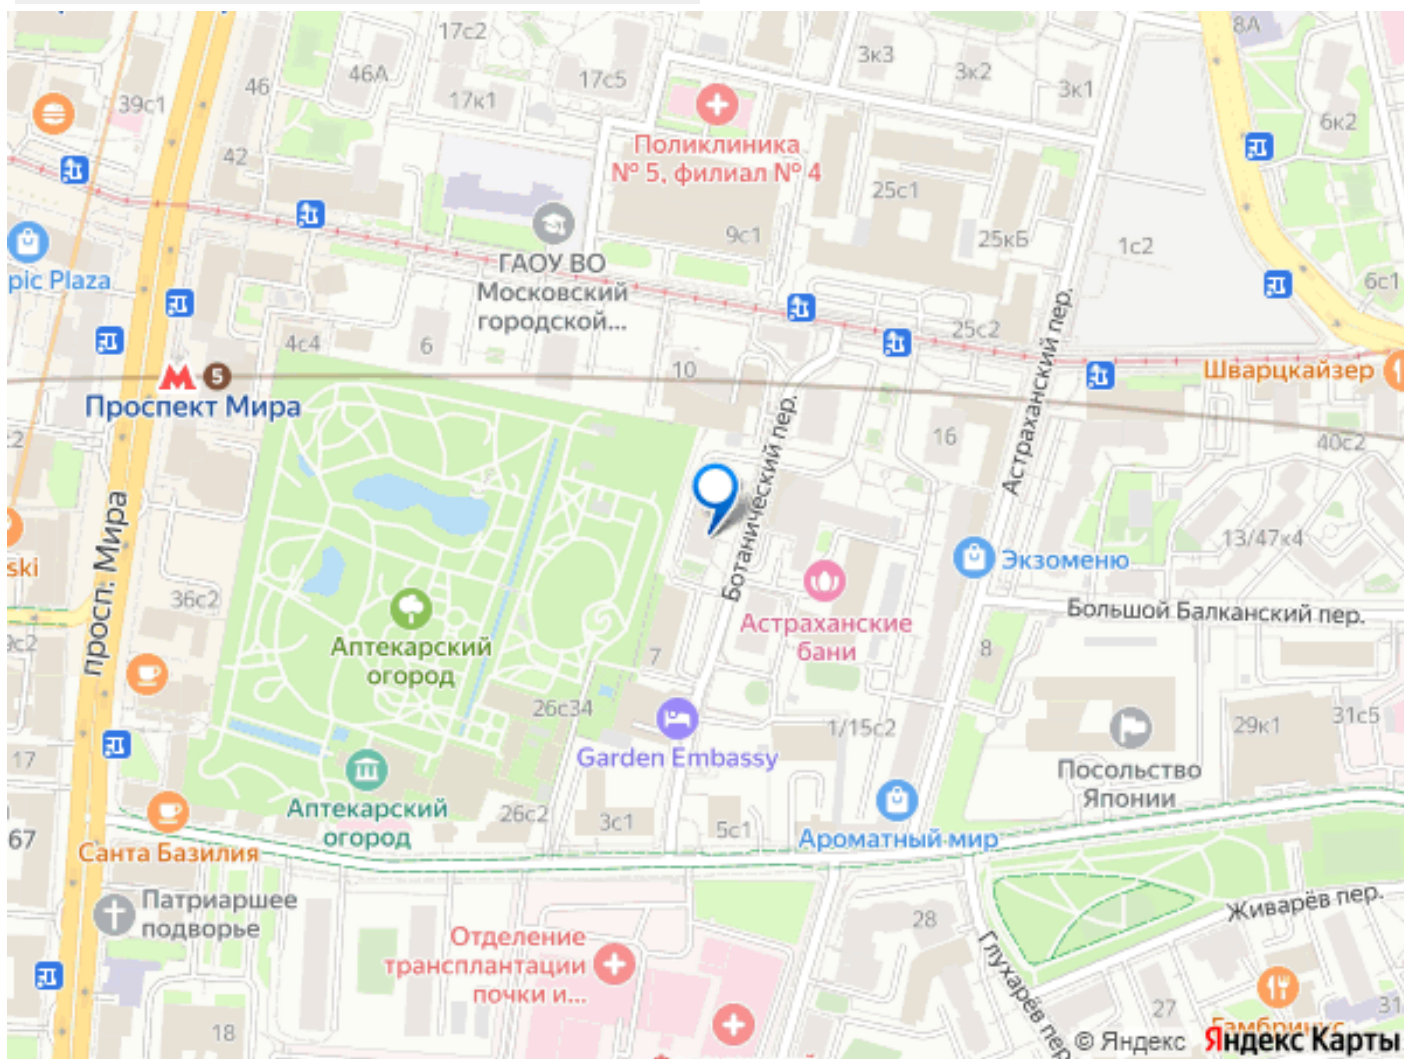 17с2
8А
3к3
46А
46
17с5
3к2
3к1
17к1
39с1
6к2
Поликлиника
№ 5, филиал № 4
42
25с1
9с1
25кБ
1с2
ГАОУ ВО
Московский
городской...
pic Plaza
6с1
4с4
6
25с2
Астраханский пер.
10
Шварцкайзер
5
Проспект Мира
16
40с2
Ботанический пер.
просп. Мира
13/47к4
ski
Экзоменю
36с2
Большой Балканский пер.
Астраханские
бани
Аптекарский
огород
7
8
26с34
1/15с2
29к1
31с5
17
Garden Embassy
Посольство
Японии
Аптекарский
огород
26с2
3с1
5с1
67
Ароматный мир
Санта Базилия
Патриаршее
подворье
Живарёв пер.
28
Отделение
трансплантации
почки и...
Глухарёв пер.
27
31
18
Гамбринус
© Яндекс Яндекс Карты